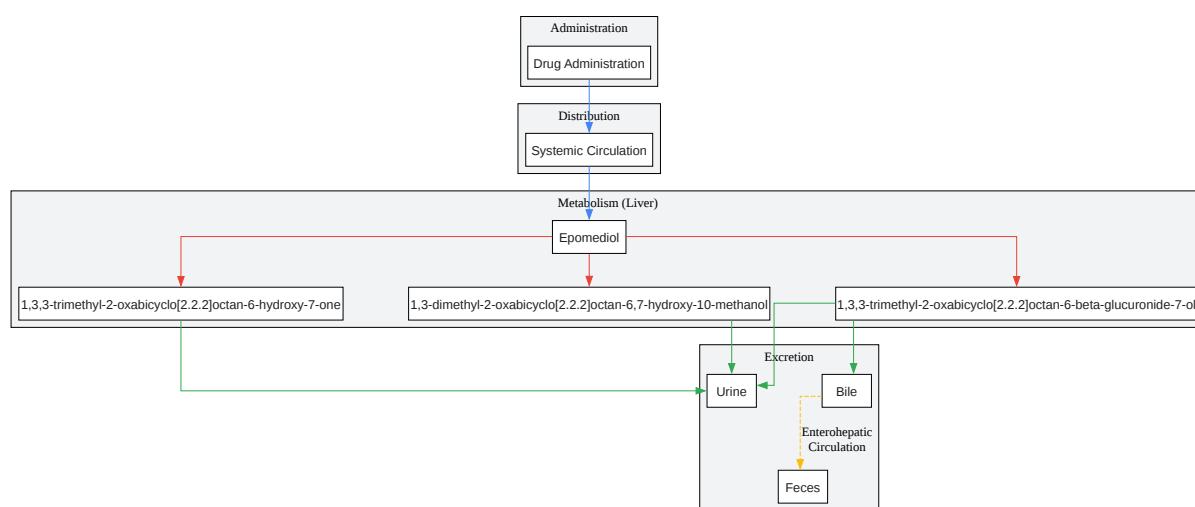 Administration
Drug Administration
Distribution
Systemic Circulation
Metabolism (Liver)
Epomediol
1,3,3-trimethyl-2-oxabicyclo[2.2.2]octan-6-hydroxy-7-one
1,3-dimethyl-2-oxabicyclo[2.2.2]octan-6,7-hydroxy-10-methanol
1,3,3-trimethyl-2-oxabicyclo[2.2.2]octan-6-beta-glucuronide-7-ol
Excretion
Urine
Bile
Enterohepatic
Circulation
Feces